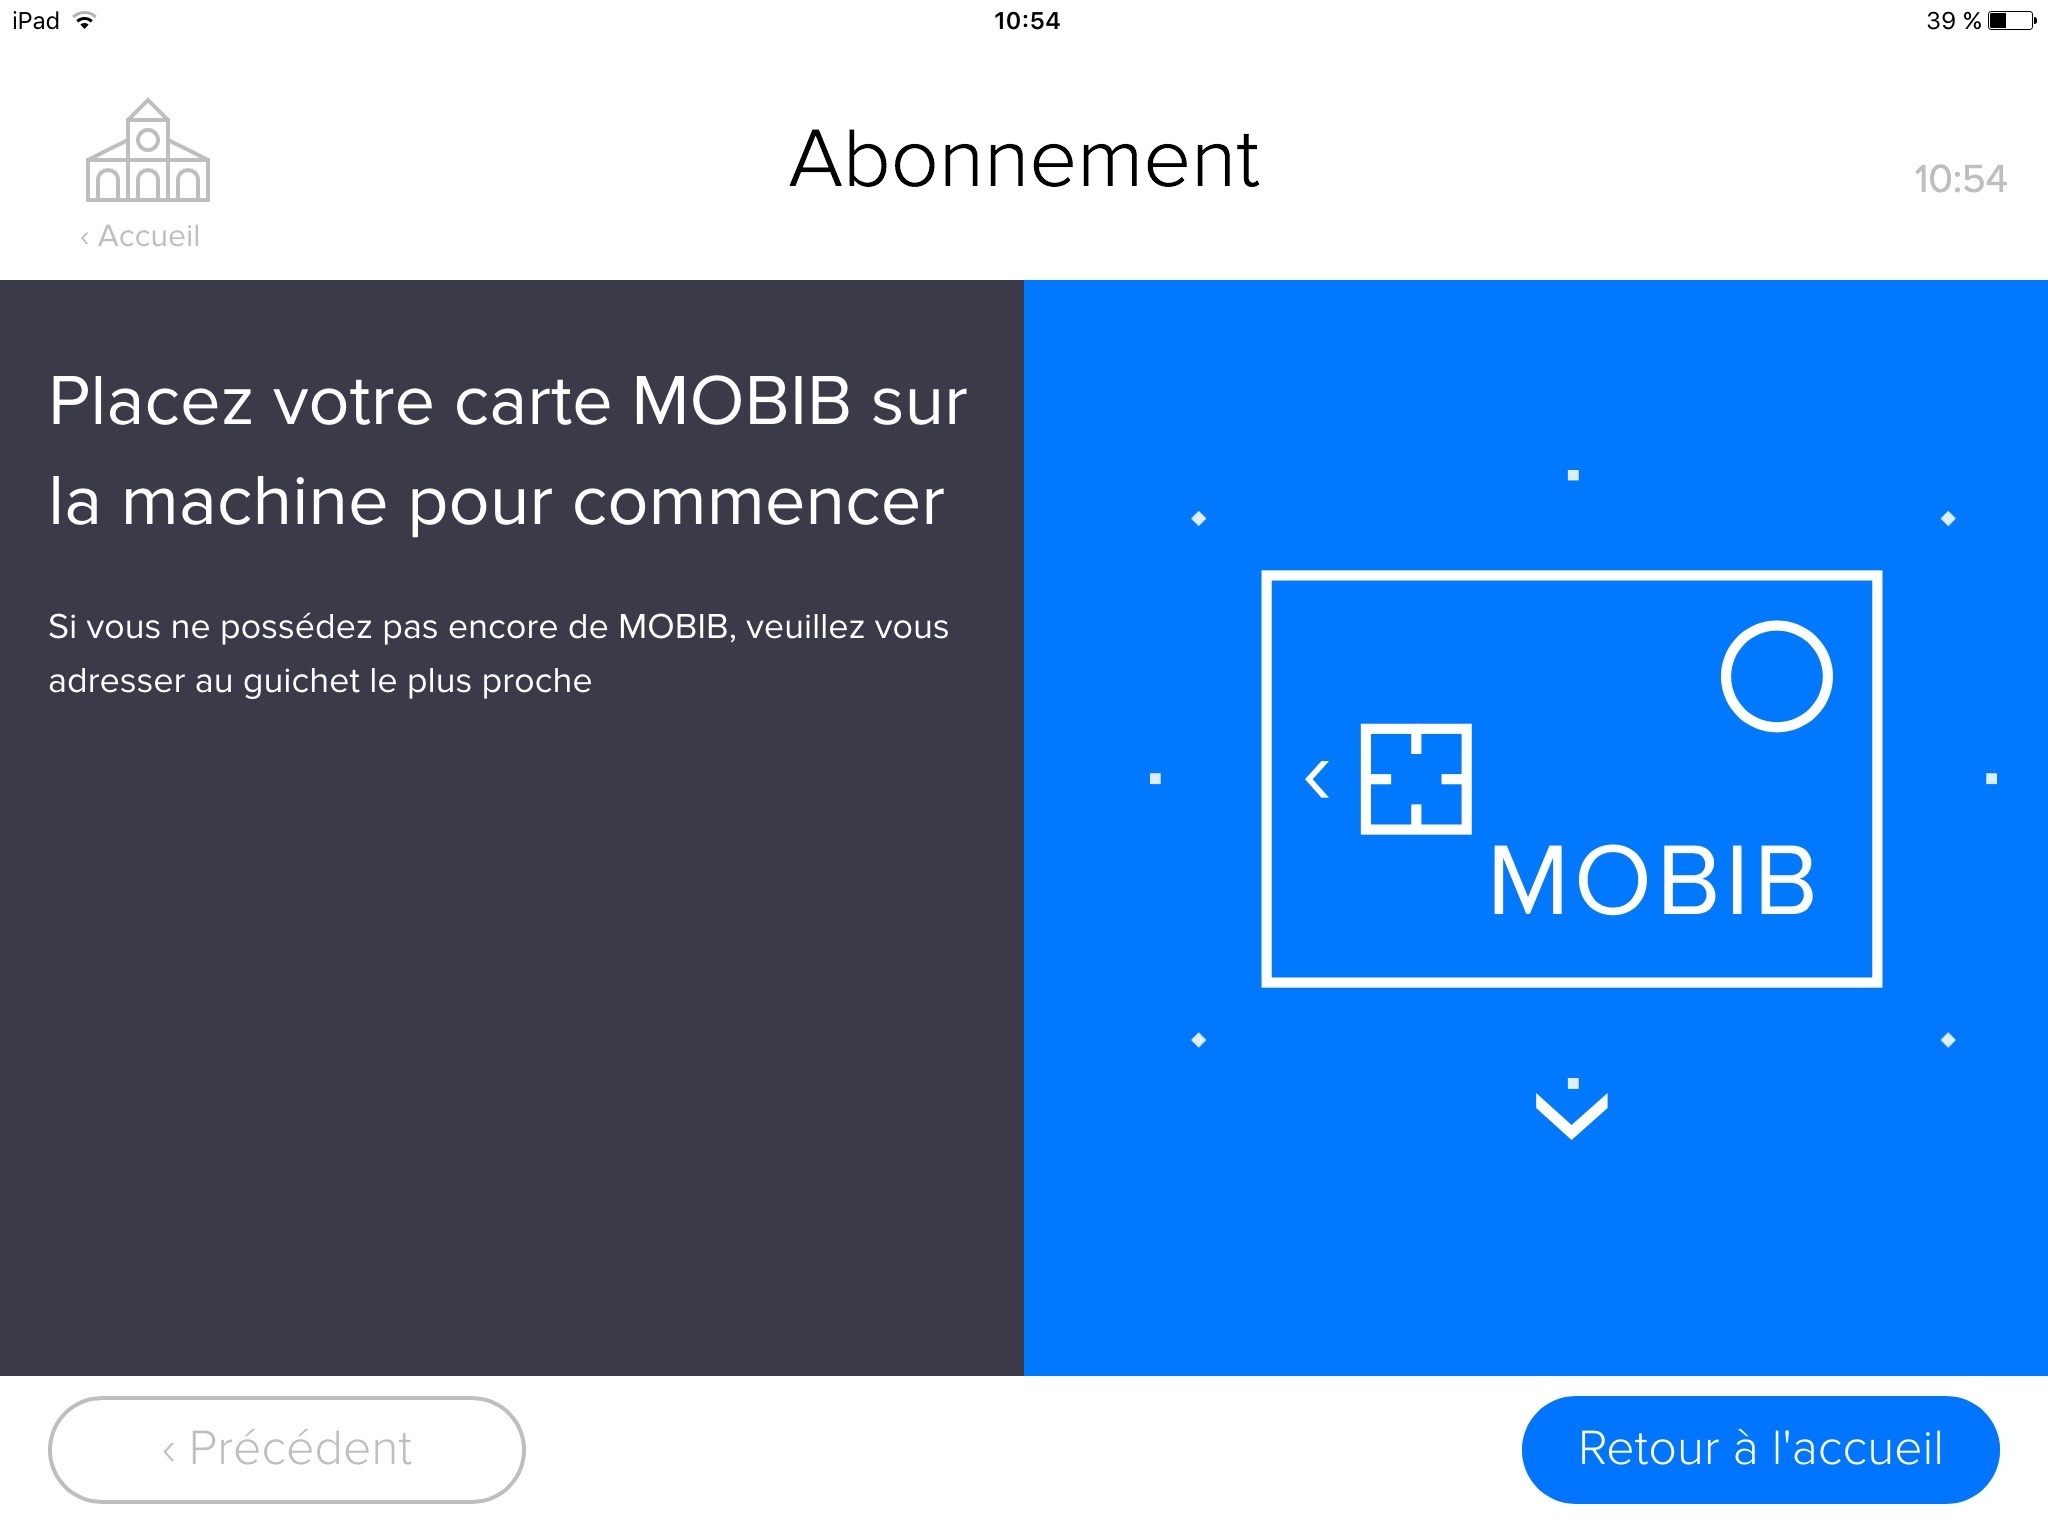 iPad 10:54 39 %
Abonnement
10:54
‹ Accueil
Placez votre carte MOBIB sur
la machine pour commencer
Si vous ne possédez pas encore de MOBIB, veuillez vous
adresser au guichet le plus proche
MOBIB
‹ Précédent
Retour à l'accueil